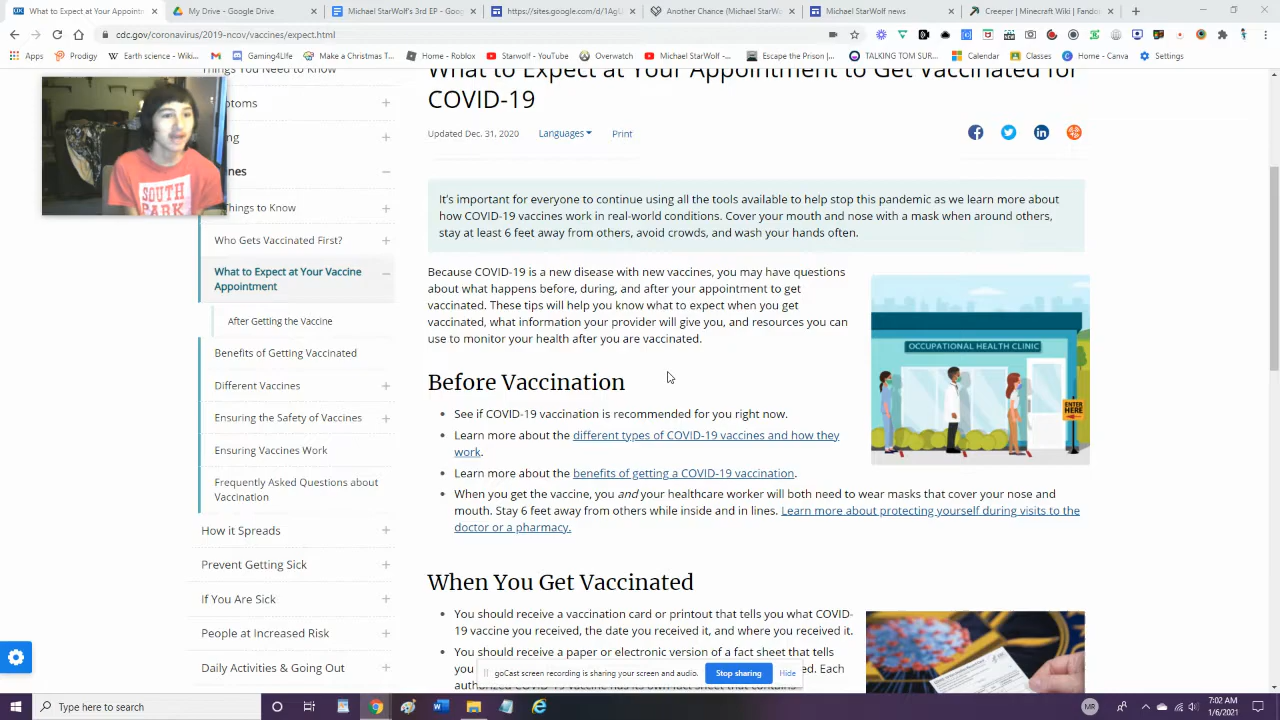 What to Expect at Your Appointment
My Drive - Google Drive
Michael StarWolf's 3rd EP - Goog
https://sites.google.com/d/1agLa
Another Chance (Michael StarWo
Michael StarWolf news
Creeper | Minecraft Wiki | Fandom
cdc.gov/coronavirus/2019-ncov/vaccines/expect.html
Apps
Prodigy
Earth science - Wi...
GiftingALife
Make a Christmas T...
Home - Roblox
Starwolf - YouTube
Overwatch
Michael StarWolf -...
Escape the Prison |...
TALKING TOM SUR...
Calendar
Classes
Home - Canva
Settings
Things You Need to Know
ptoms
ng
nes
Things to Know
Who Gets Vaccinated First?
What to Expect at Your Vaccine
Appointment
After Getting the Vaccine
Benefits of Getting Vaccinated
Different Vaccines
Ensuring the Safety of Vaccines
Ensuring Vaccines Work
Frequently Asked Questions about
Vaccination
How it Spreads
Prevent Getting Sick
If You Are Sick
People at Increased Risk
Daily Activities & Going Out
SOUTH
PARK
What to Expect at Your Appointment to Get Vaccinated for
COVID-19
Updated Dec. 31, 2020
Languages
Print
It's important for everyone to continue using all the tools available to help stop this pandemic as we learn more about
how COVID-19 vaccines work in real-world conditions. Cover your mouth and nose with a mask when around others,
stay at least 6 feet away from others, avoid crowds, and wash your hands often.
Because COVID-19 is a new disease with new vaccines, you may have questions
about what happens before, during, and after your appointment to get
vaccinated. These tips will help you know what to expect when you get
vaccinated, what information your provider will give you, and resources you can
use to monitor your health after you are vaccinated.
OCCUPATIONAL HEALTH CLINIC
ENTER
HERE
Before Vaccination
See if COVID-19 vaccination is recommended for you right now.
Learn more about the different types of COVID-19 vaccines and how they
work.
Learn more about the benefits of getting a COVID-19 vaccination.
When you get the vaccine, you and your healthcare worker will both need to wear masks that cover your nose and
mouth. Stay 6 feet away from others while inside and in lines. Learn more about protecting yourself during visits to the
doctor or a pharmacy.
When You Get Vaccinated
You should receive a vaccination card or printout that tells you what COVID-
19 vaccine you received, the date you received it, and where you received it.
You should receive a paper or electronic version of a fact sheet that tells
you
ed. Each
goCast screen recording is sharing your screen and audio.
Stop sharing
Hide
Type here to search
MR
7:02 AM
1/6/2021